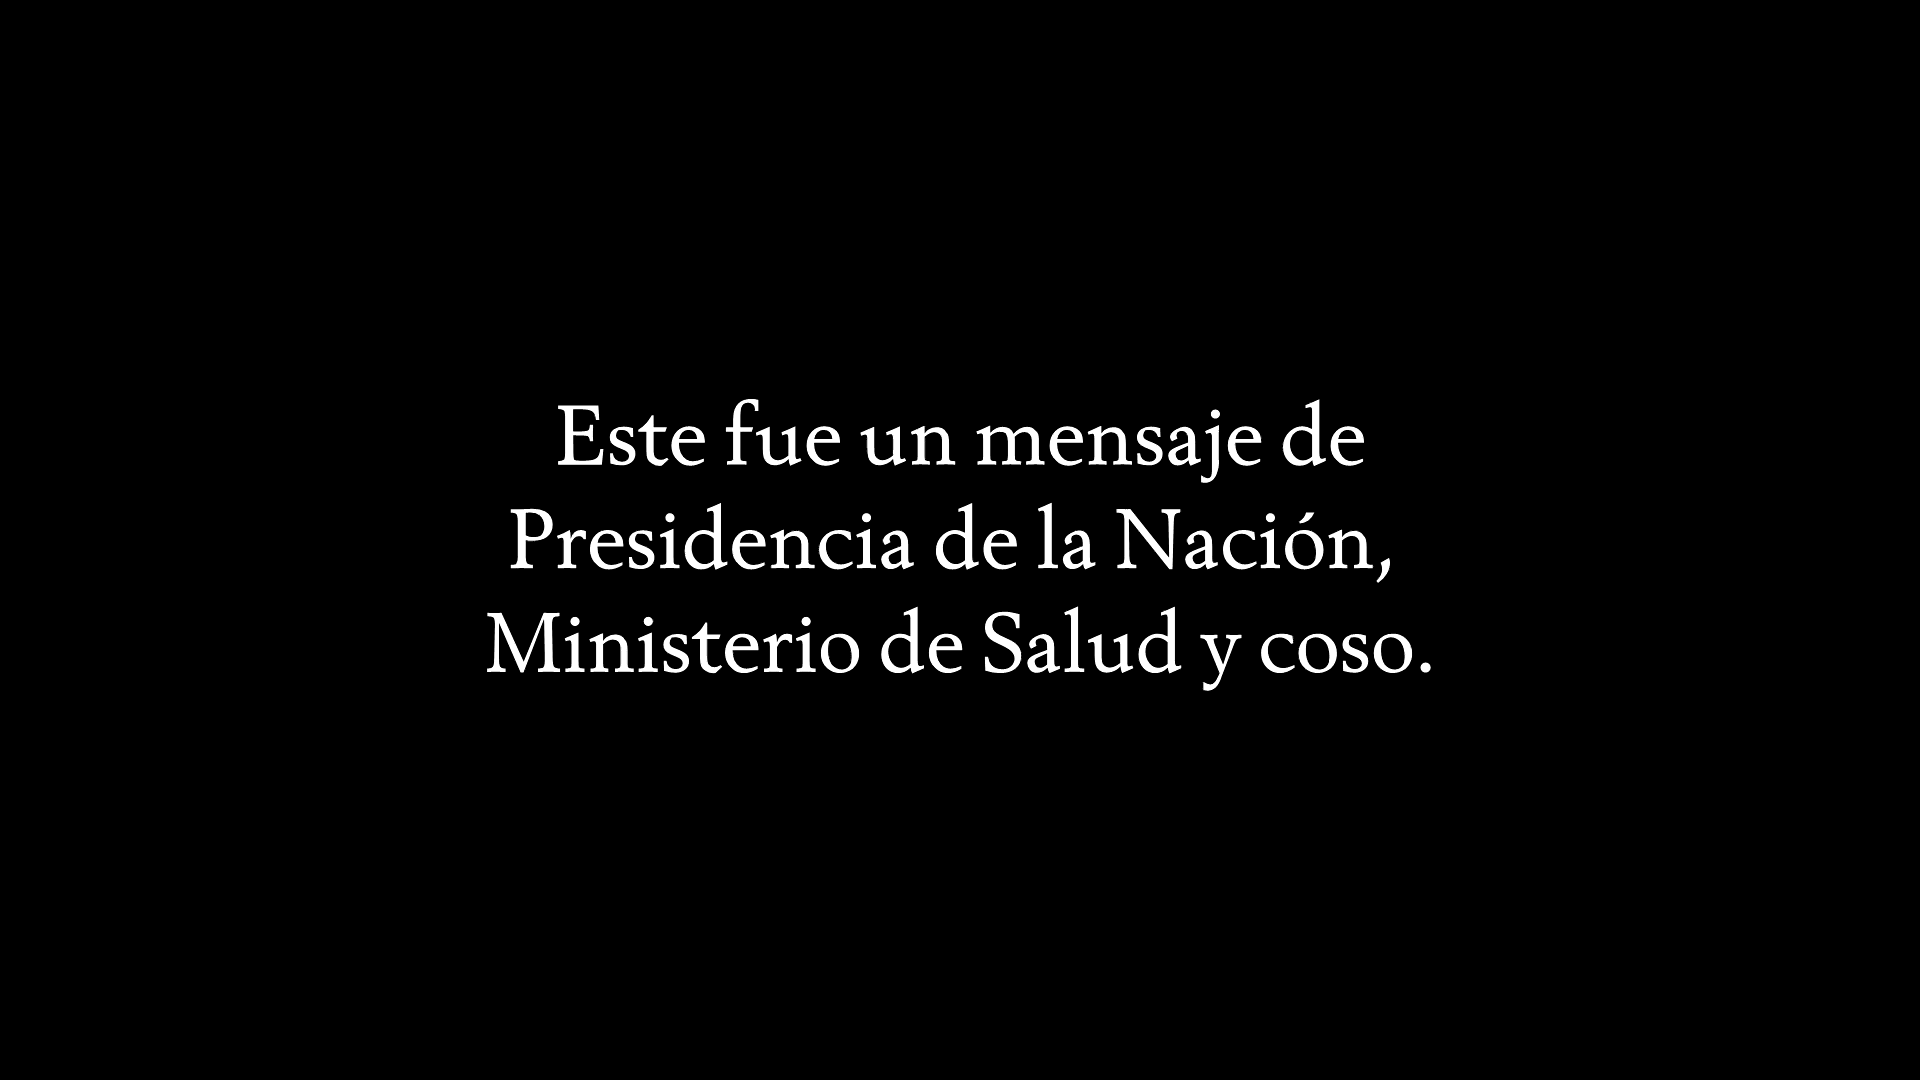 Este fue un mensaje de
Presidencia de la Nación,
Ministerio de Salud y coso.